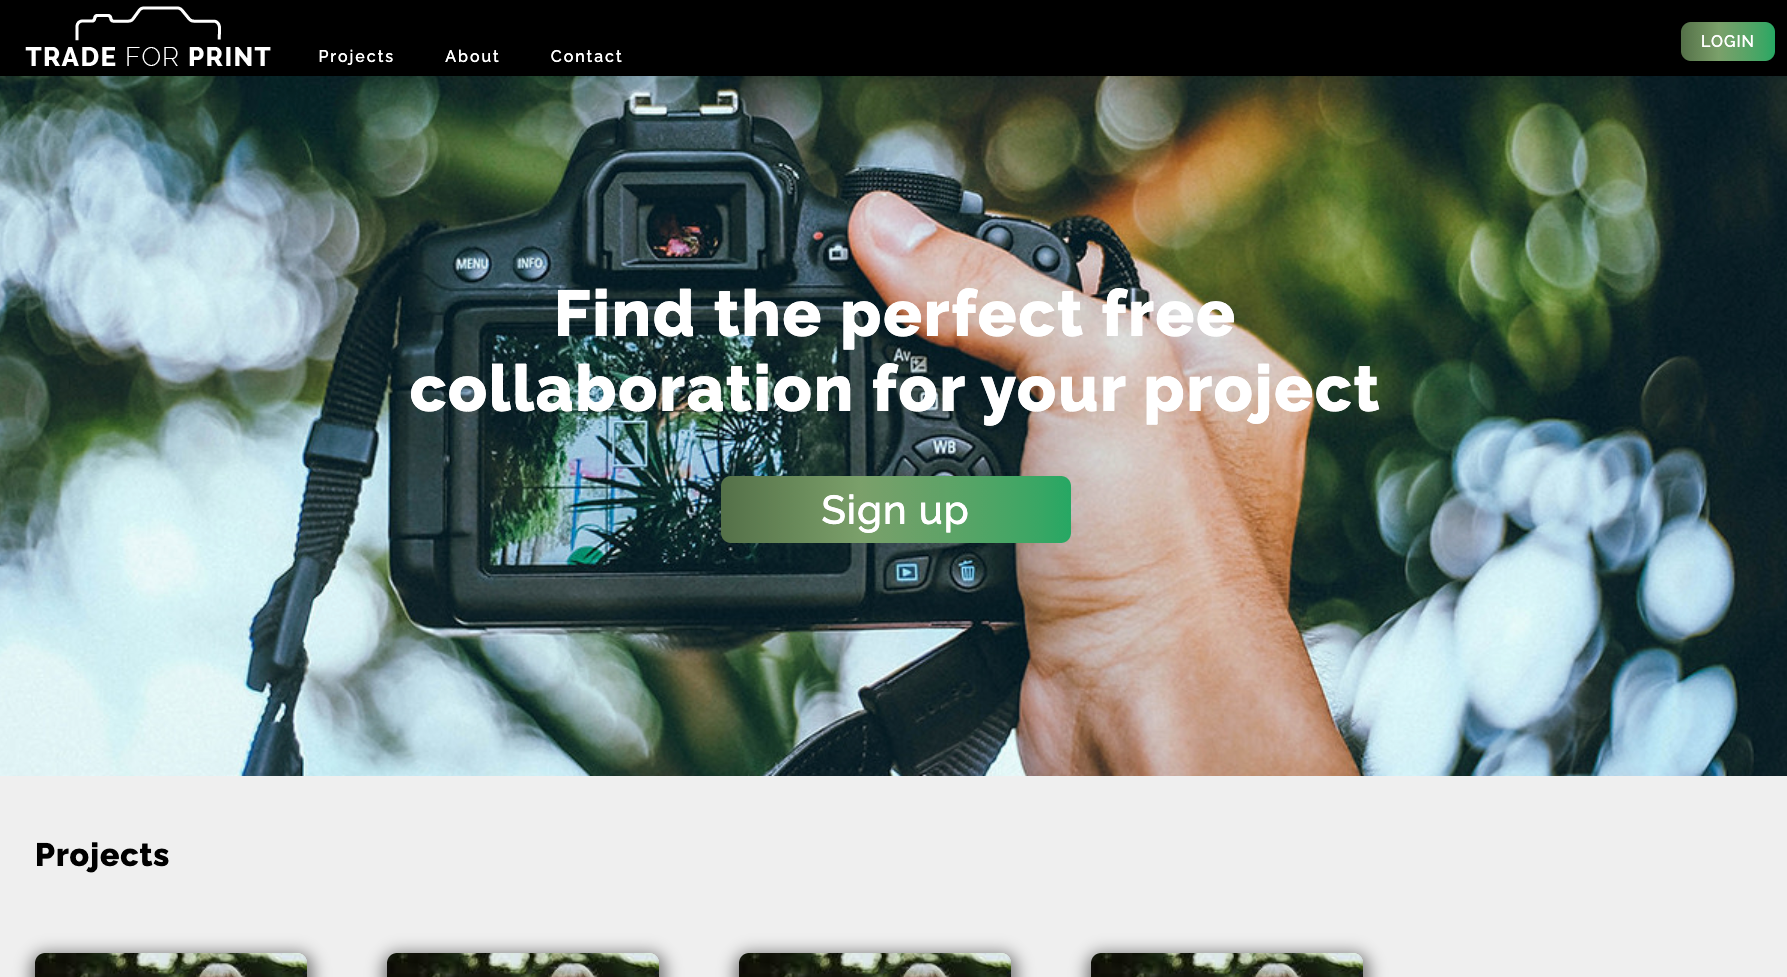 TRADE FOR PRINT
Projects
About
Contact
LOGIN
MENU
INFO.
Find the perfect free
Av
collaboration for your project
WB
Sign up
Projects